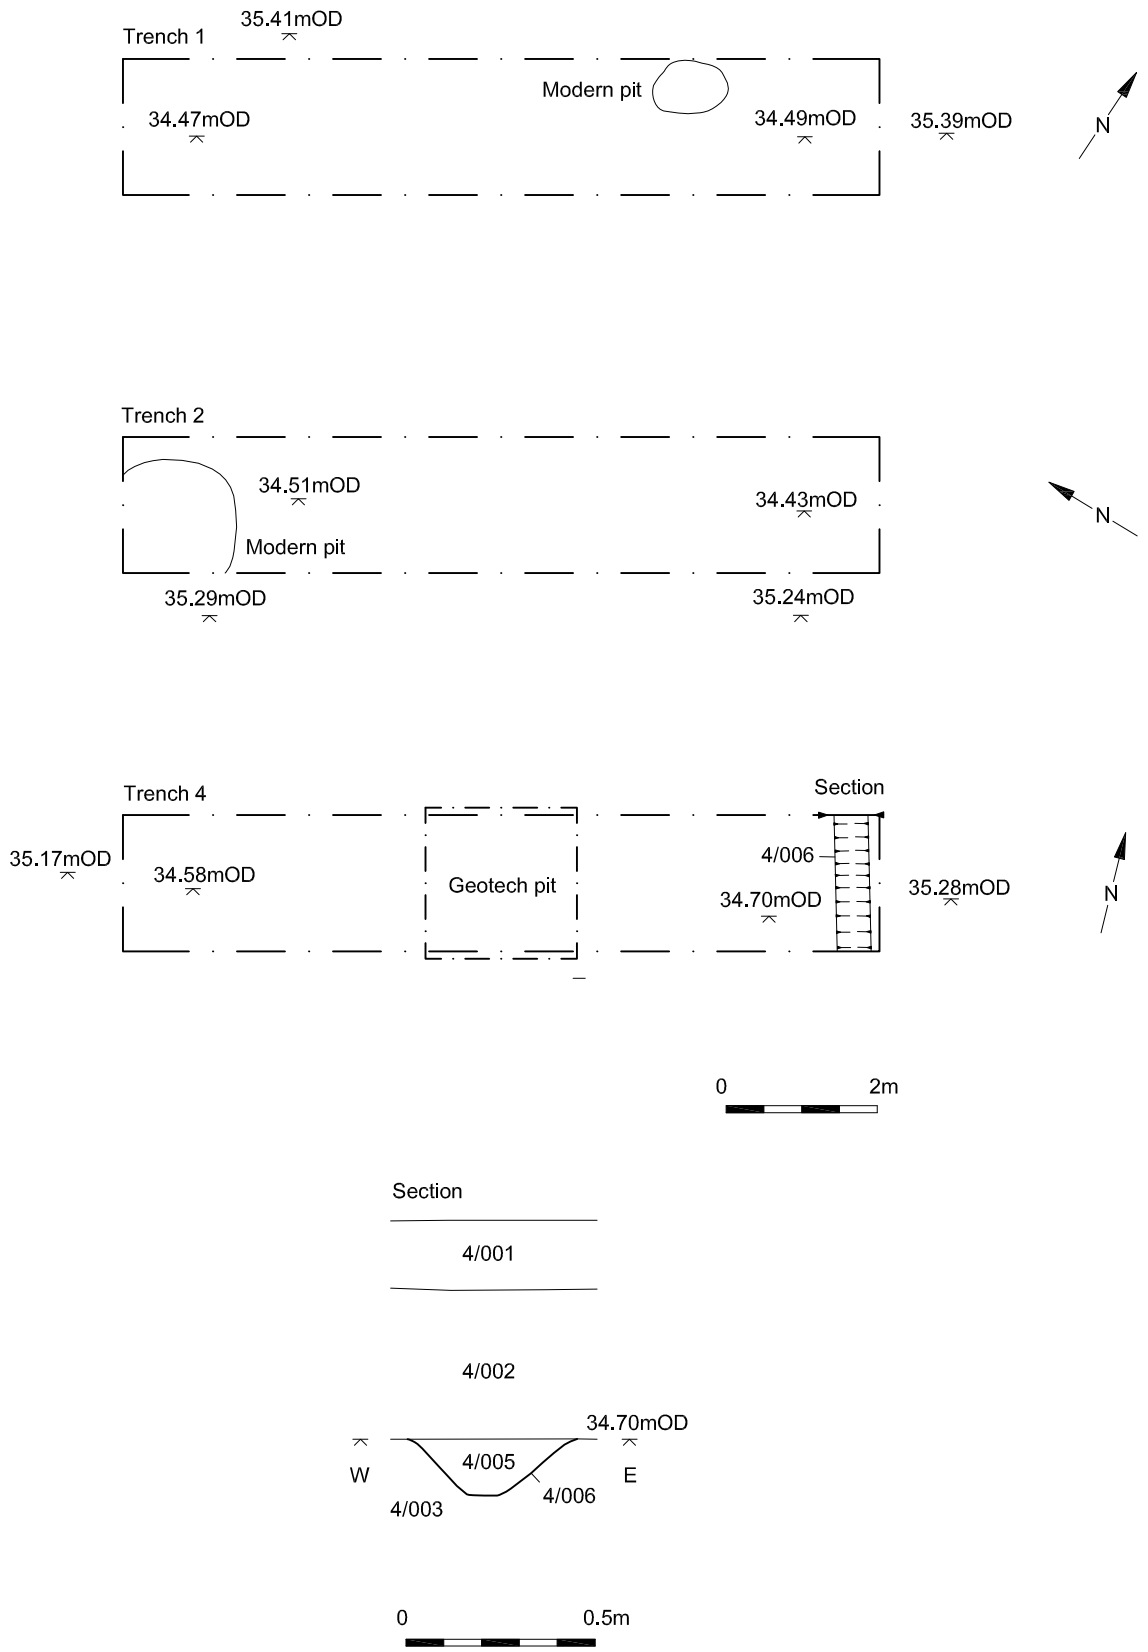 35.41mOD
Trench 1
Modern pit
34.47mOD
34.49mOD
35.39mOD
N
Trench 2
34.51mOD
34.43mOD
N
Modern pit
35.29mOD
35.24mOD
Section
Trench 4
4/006
35.17mOD
34.58mOD
Geotech pit
34.70mOD
35.28mOD
N
0 2m
Section
4/001
4/002
34.70mOD
4/005
W
E
4/006
4/003
0 0.5m